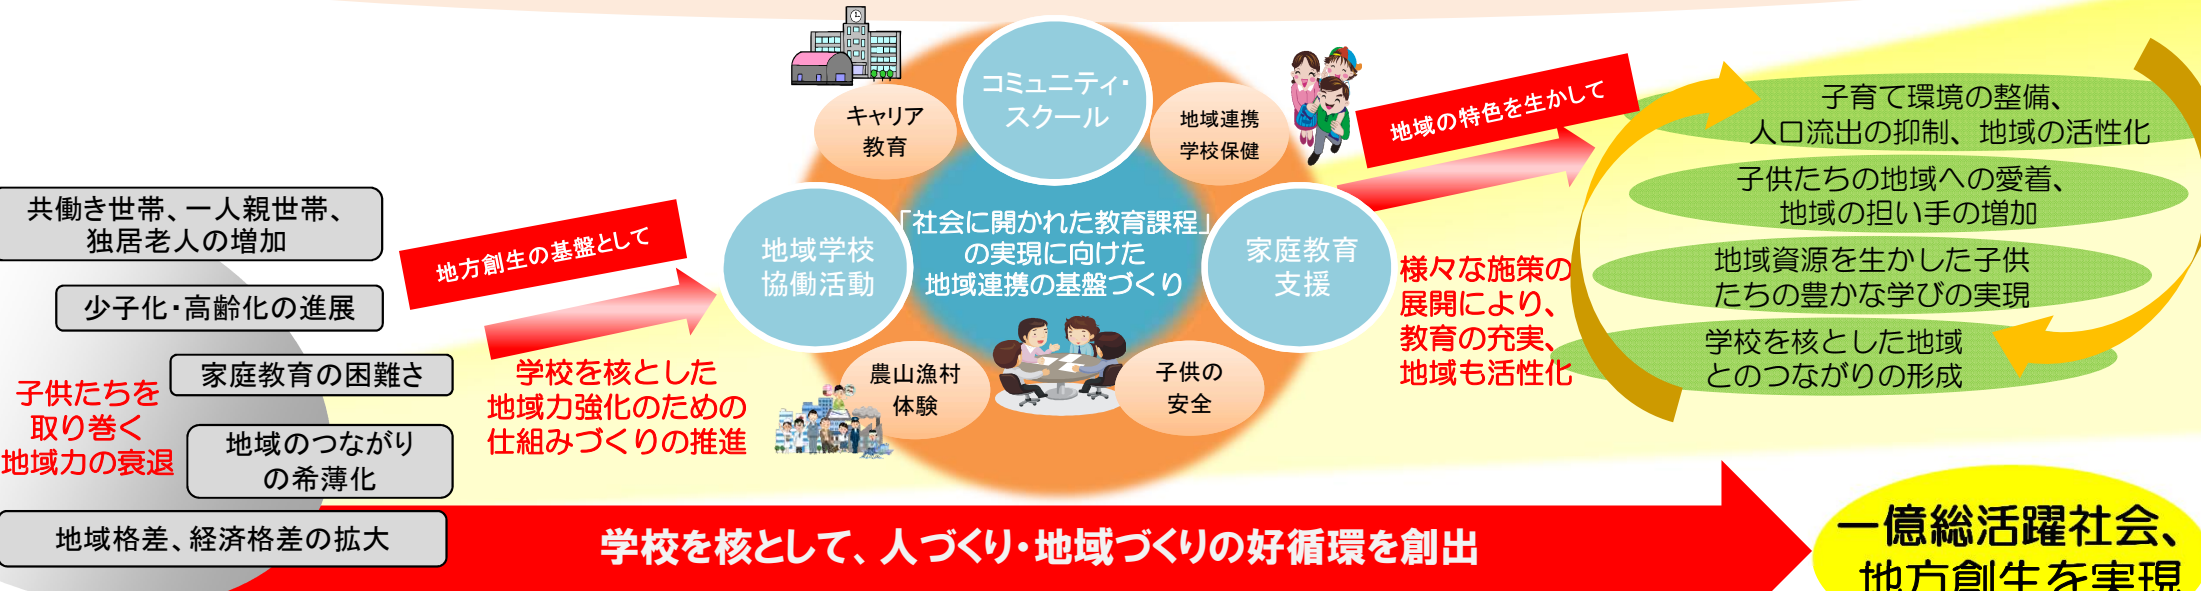 共働き世帯、一人親世帯、
独居老人の増加
少子化・高齢化の進展
家庭教育の困難さ
子供たちを
取り巻く
地域力の衰退
地域のつながり
の希薄化
地域格差、経済格差の拡大
地方創生の基盤として
学校を核とした
地域力強化のための
仕組みづくりの推進
コミュニティ・
スクール
キャリア
教育
地域連携
学校保健
地域学校
協働活動
「社会に開かれた教育課程」
の実現に向けた
地域連携の基盤づくり
家庭教育
支援
農山漁村
体験
子供の
安全
地域の特色を生かして
様々な施策の
展開により、
教育の充実、
地域も活性化
子育て環境の整備、
人口流出の抑制、地域の活性化
子供たちの地域への愛着、
地域の担い手の増加
地域資源を生かした子供
たちの豊かな学びの実現
学校を核とした地域
とのつながりの形成
学校を核として、人づくり・地域づくりの好循環を創出
一億総活躍社会、
地方創生を実現